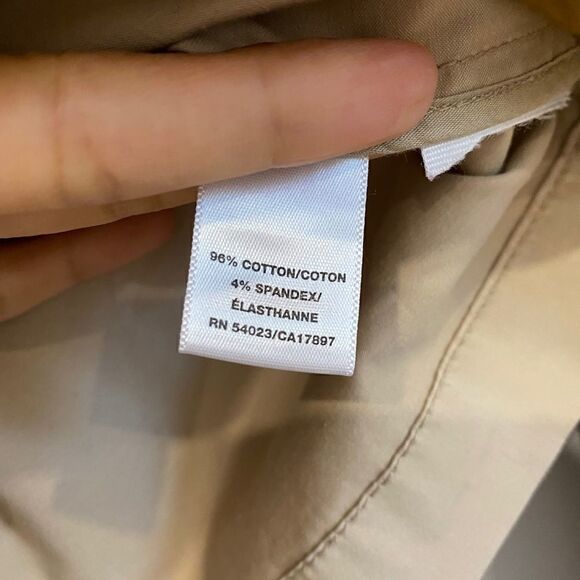 96% COTTON/COTON
4% SPANDEX/
ÉLASTHANNE
RN 54023/CA17897